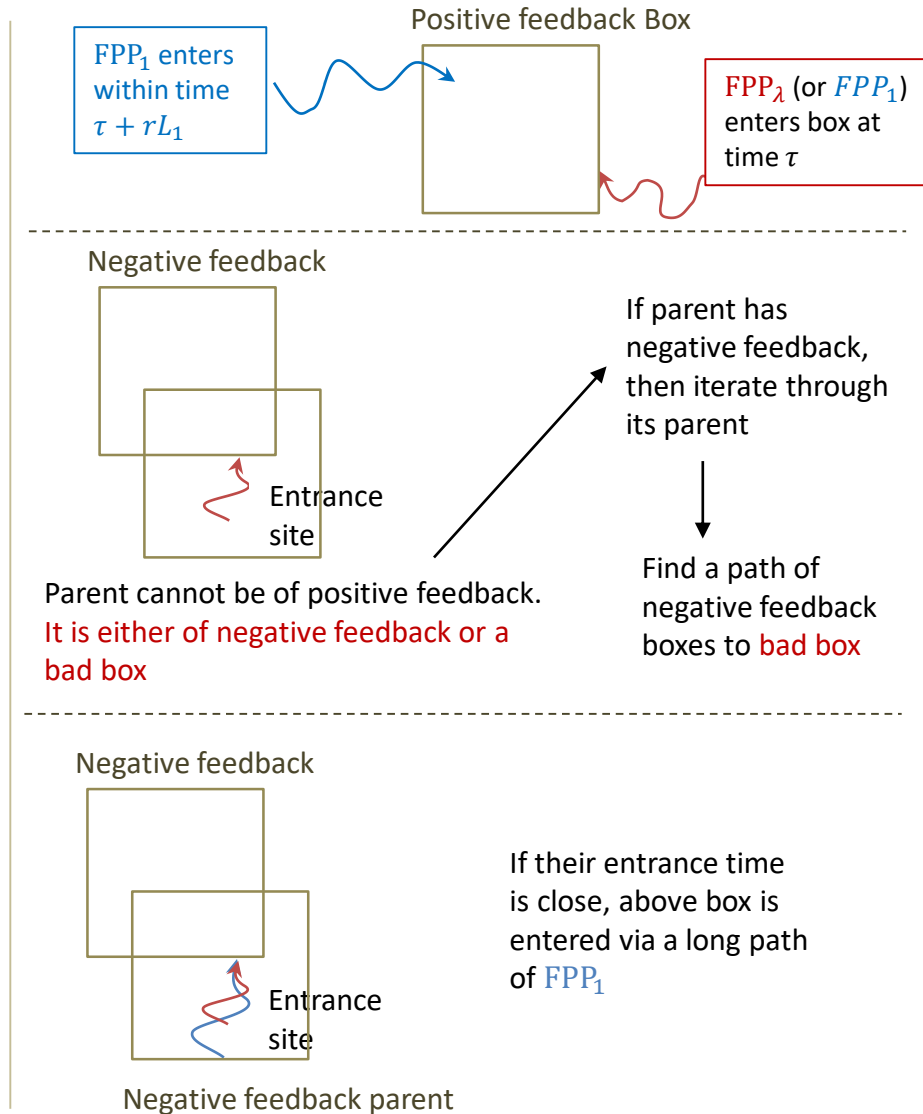 Positive feedback Box
FPP₁ enters
within time
τ + rL₁
FPP_λ (or FPP₁)
enters box at
time τ
Negative feedback
Entrance
site
Parent cannot be of positive feedback.
It is either of negative feedback or a
bad box
If parent has
negative feedback,
then iterate through
its parent
Find a path of
negative feedback
boxes to bad box
Negative feedback
Entrance
site
Negative feedback parent
If their entrance time
is close, above box is
entered via a long path
of FPP₁